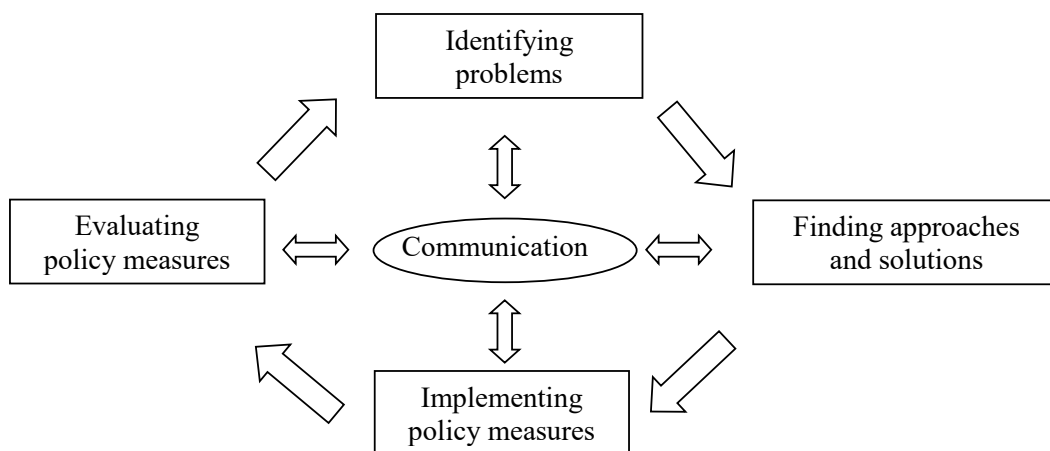 Identifying
problems
Evaluating
policy measures
Communication
Finding approaches
and solutions
Implementing
policy measures